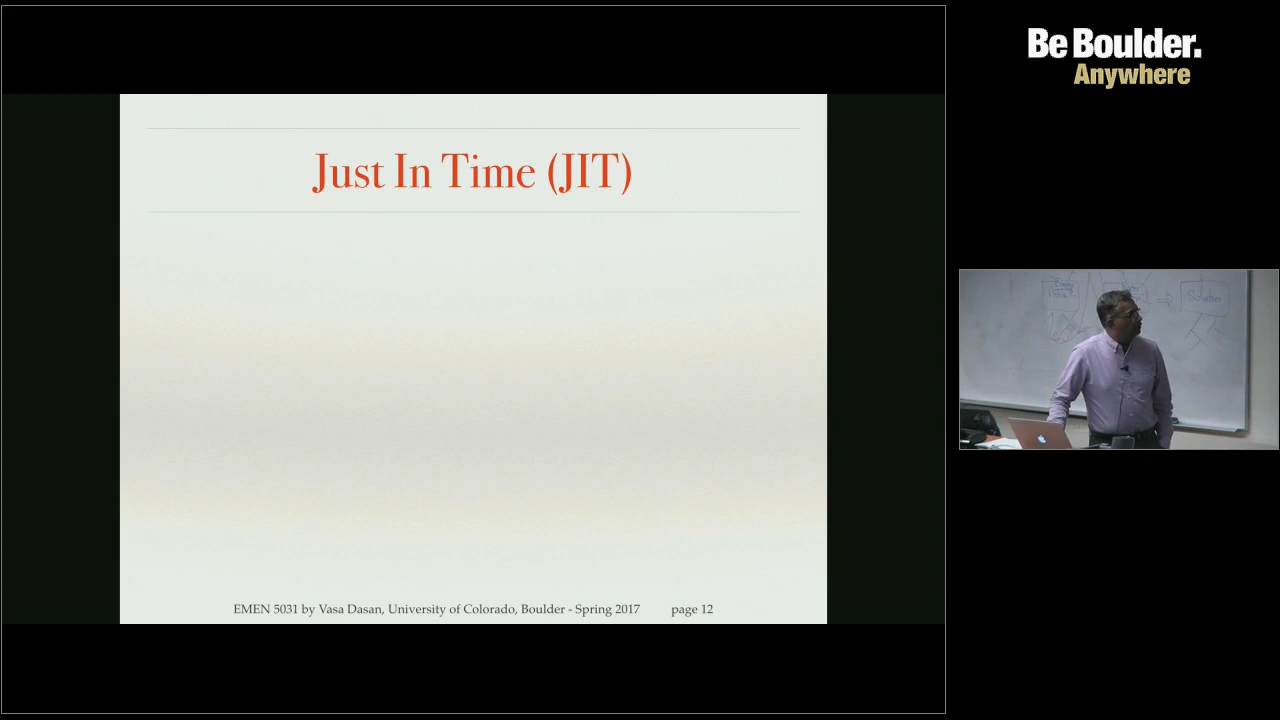 Be Boulder.
Anywhere
Just In Time (JIT)
EMEN 5031 by Vasa Dasan, University of Colorado, Boulder - Spring 2017 page 12
Solutio